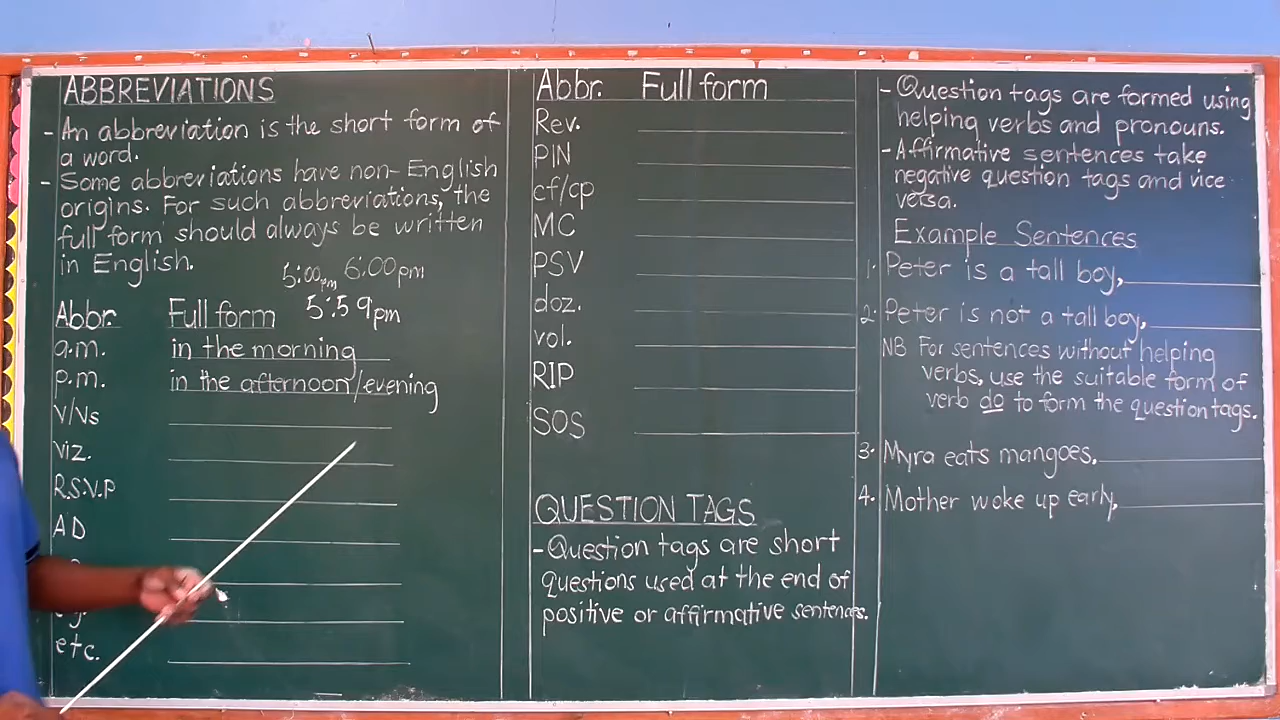 ABBREVIATIONS
- An abbreviation is the short form of
a word.
- Some abbreviations have non-English
origins. For such abbreviations, the
full form should always be written
in English.
5:00pm 6:00pm
5:59pm
Abbr. Full form
a.m. in the morning
p.m. in the afternoon/evening
V/Vs
viz.
R.S.V.P
AD
etc.
Abbr. Full form
Rev.
PIN
cf/cp
MC
PSV
doz.
vol.
RIP
SOS
QUESTION TAGS
- Question tags are short
questions used at the end of
positive or affirmative sentences.
- Question tags are formed using
helping verbs and pronouns.
- Affirmative sentences take
negative question tags and vice
versa.
Example Sentences
1. Peter is a tall boy,
2. Peter is not a tall boy,
NB For sentences without helping
verbs, use the suitable form of
verb do to form the question tags.
3. Myra eats mangoes,
4. Mother woke up early,